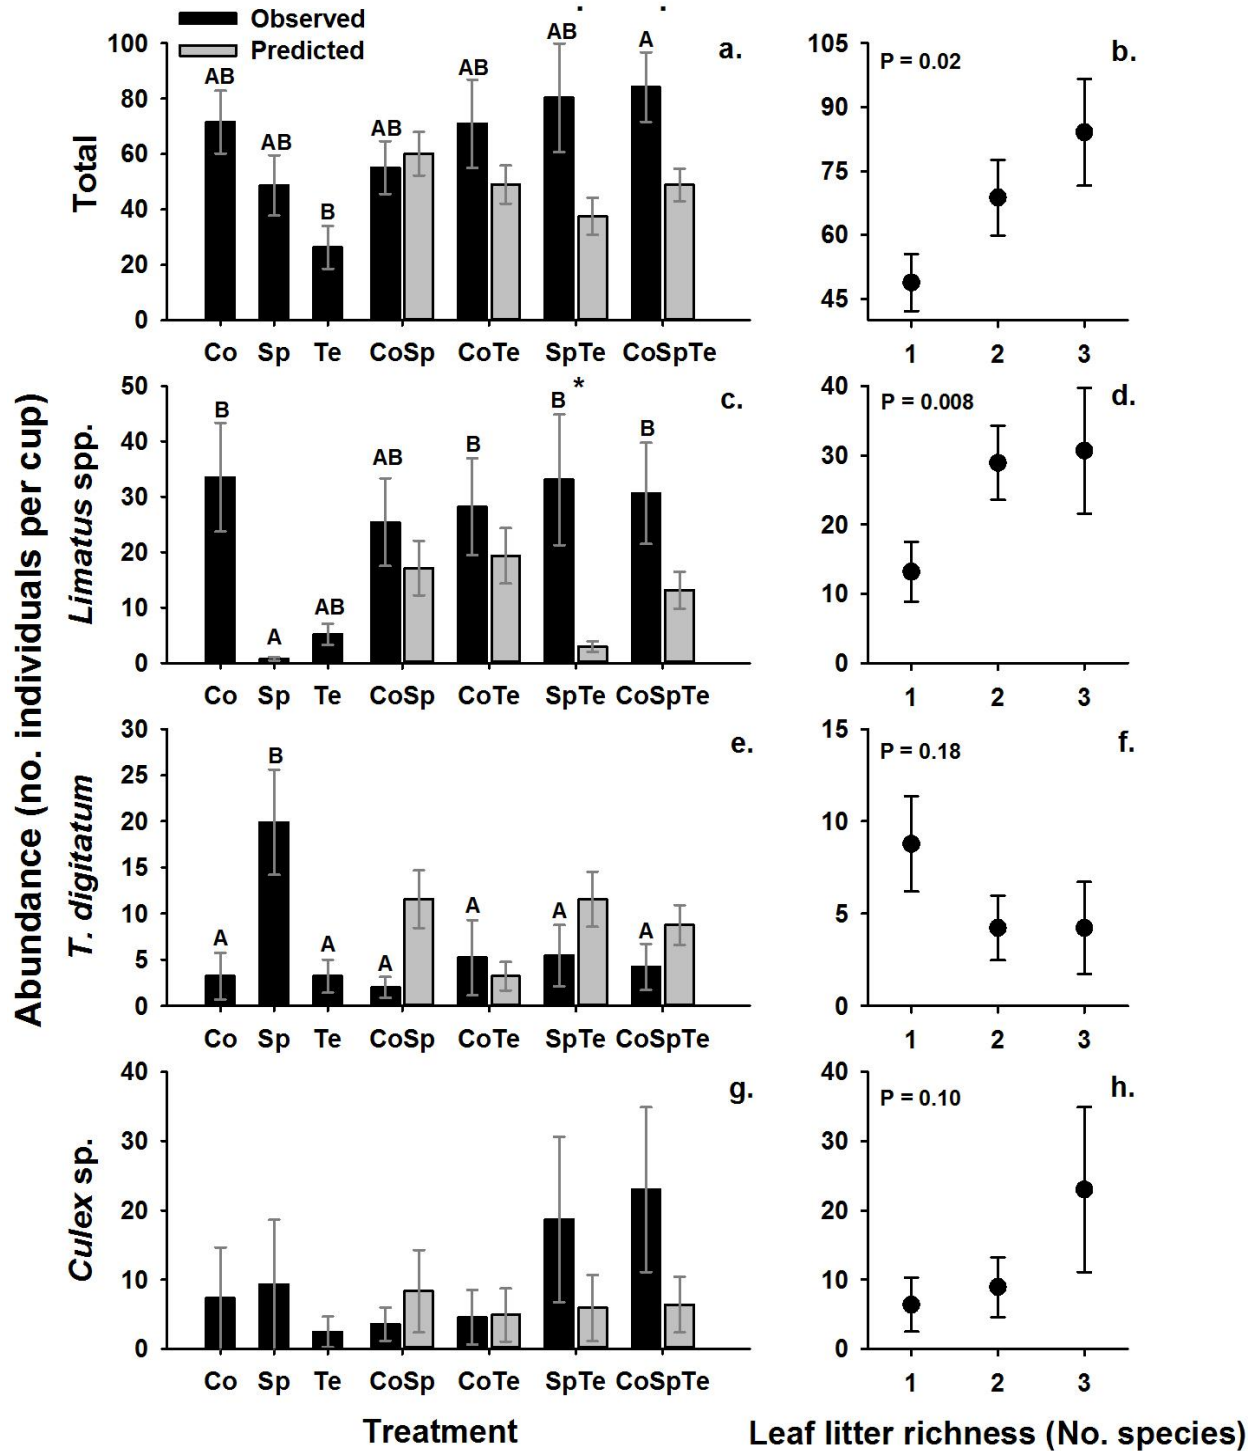 Observed
Predicted
Abundance (no. individuals per cup)
Total
100
80
60
40
20
0
AB
AB
B
AB
AB
AB
A
a.
Co Sp Te CoSp CoTe SpTe CoSpTe
P = 0.02
b.
105
90
75
60
45
1 2 3
Limatus spp.
50
40
30
20
10
0
B
A
AB
AB
B
B *
B
c.
Co Sp Te CoSp CoTe SpTe CoSpTe
P = 0.008
d.
40
30
20
10
0
1 2 3
T. digitatum
30
25
20
15
10
5
0
A
B
A
A
A
A
A
e.
Co Sp Te CoSp CoTe SpTe CoSpTe
P = 0.18
f.
15
10
5
0
1 2 3
Culex sp.
40
30
20
10
0
g.
Co Sp Te CoSp CoTe SpTe CoSpTe
P = 0.10
h.
40
30
20
10
0
1 2 3
Treatment
Leaf litter richness (No. species)